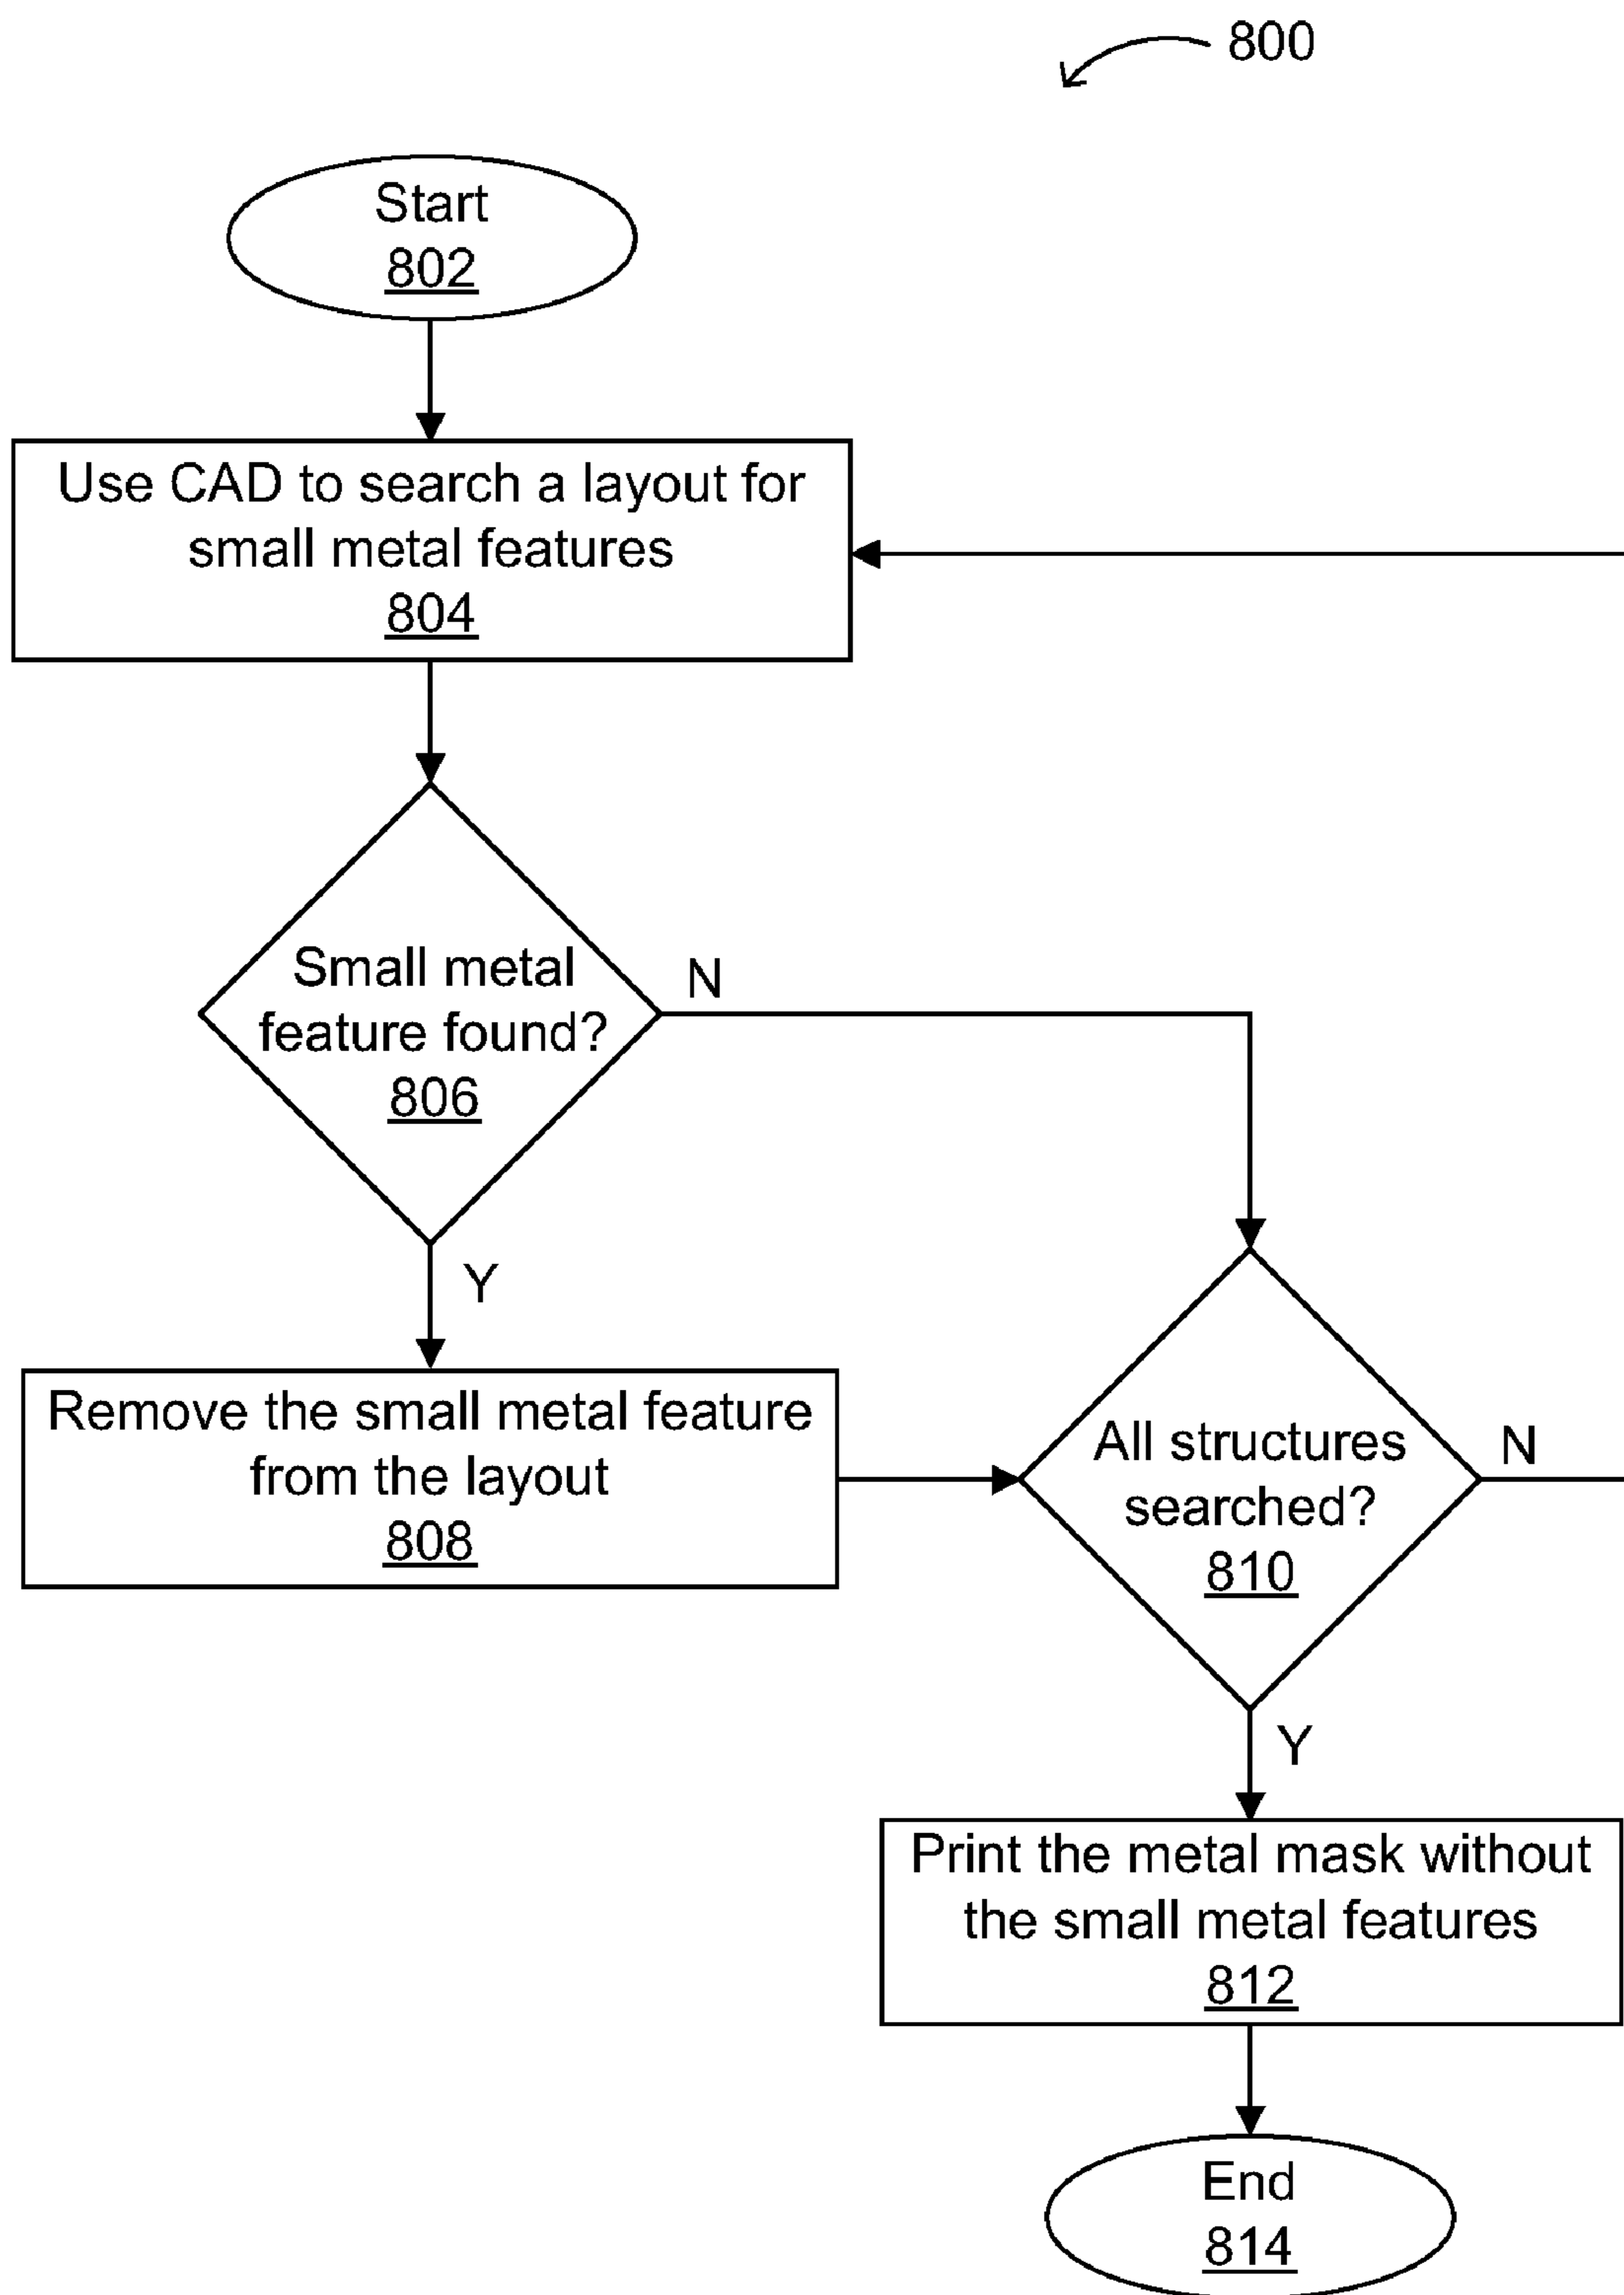 800
Start
802
Use CAD to search a layout for
small metal features
804
Small metal
feature found?
806
N
Y
Remove the small metal feature
from the layout
808
All structures
searched?
810
N
Y
Print the metal mask without
the small metal features
812
End
814